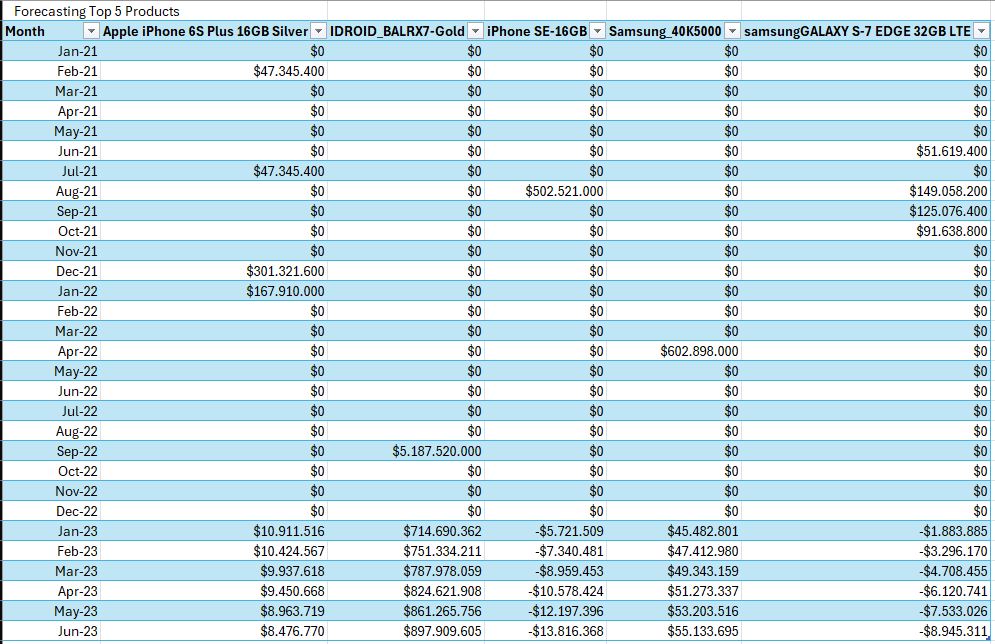 Forecasting Top 5 Products
Month Apple iPhone 6S Plus 16GB Silver IDROID_BALRX7-Gold iPhone SE-16GB Samsung_40K5000 samsungGALAXY S-7 EDGE 32GB LTE
Jan-21 $0 $0 $0 $0 $0
Feb-21 $47.345.400 $0 $0 $0 $0
Mar-21 $0 $0 $0 $0 $0
Apr-21 $0 $0 $0 $0 $0
May-21 $0 $0 $0 $0 $0
Jun-21 $0 $0 $0 $0 $51.619.400
Jul-21 $47.345.400 $0 $0 $0 $0
Aug-21 $0 $0 $502.521.000 $0 $149.058.200
Sep-21 $0 $0 $0 $0 $125.076.400
Oct-21 $0 $0 $0 $0 $91.638.800
Nov-21 $0 $0 $0 $0 $0
Dec-21 $301.321.600 $0 $0 $0 $0
Jan-22 $167.910.000 $0 $0 $0 $0
Feb-22 $0 $0 $0 $0 $0
Mar-22 $0 $0 $0 $0 $0
Apr-22 $0 $0 $0 $602.898.000 $0
May-22 $0 $0 $0 $0 $0
Jun-22 $0 $0 $0 $0 $0
Jul-22 $0 $0 $0 $0 $0
Aug-22 $0 $0 $0 $0 $0
Sep-22 $0 $5.187.520.000 $0 $0 $0
Oct-22 $0 $0 $0 $0 $0
Nov-22 $0 $0 $0 $0 $0
Dec-22 $0 $0 $0 $0 $0
Jan-23 $10.911.516 $714.690.362 -$5.721.509 $45.482.801 -$1.883.885
Feb-23 $10.424.567 $751.334.211 -$7.340.481 $47.412.980 -$3.296.170
Mar-23 $9.937.618 $787.978.059 -$8.959.453 $49.343.159 -$4.708.455
Apr-23 $9.450.668 $824.621.908 -$10.578.424 $51.273.337 -$6.120.741
May-23 $8.963.719 $861.265.756 -$12.197.396 $53.203.516 -$7.533.026
Jun-23 $8.476.770 $897.909.605 -$13.816.368 $55.133.695 -$8.945.311